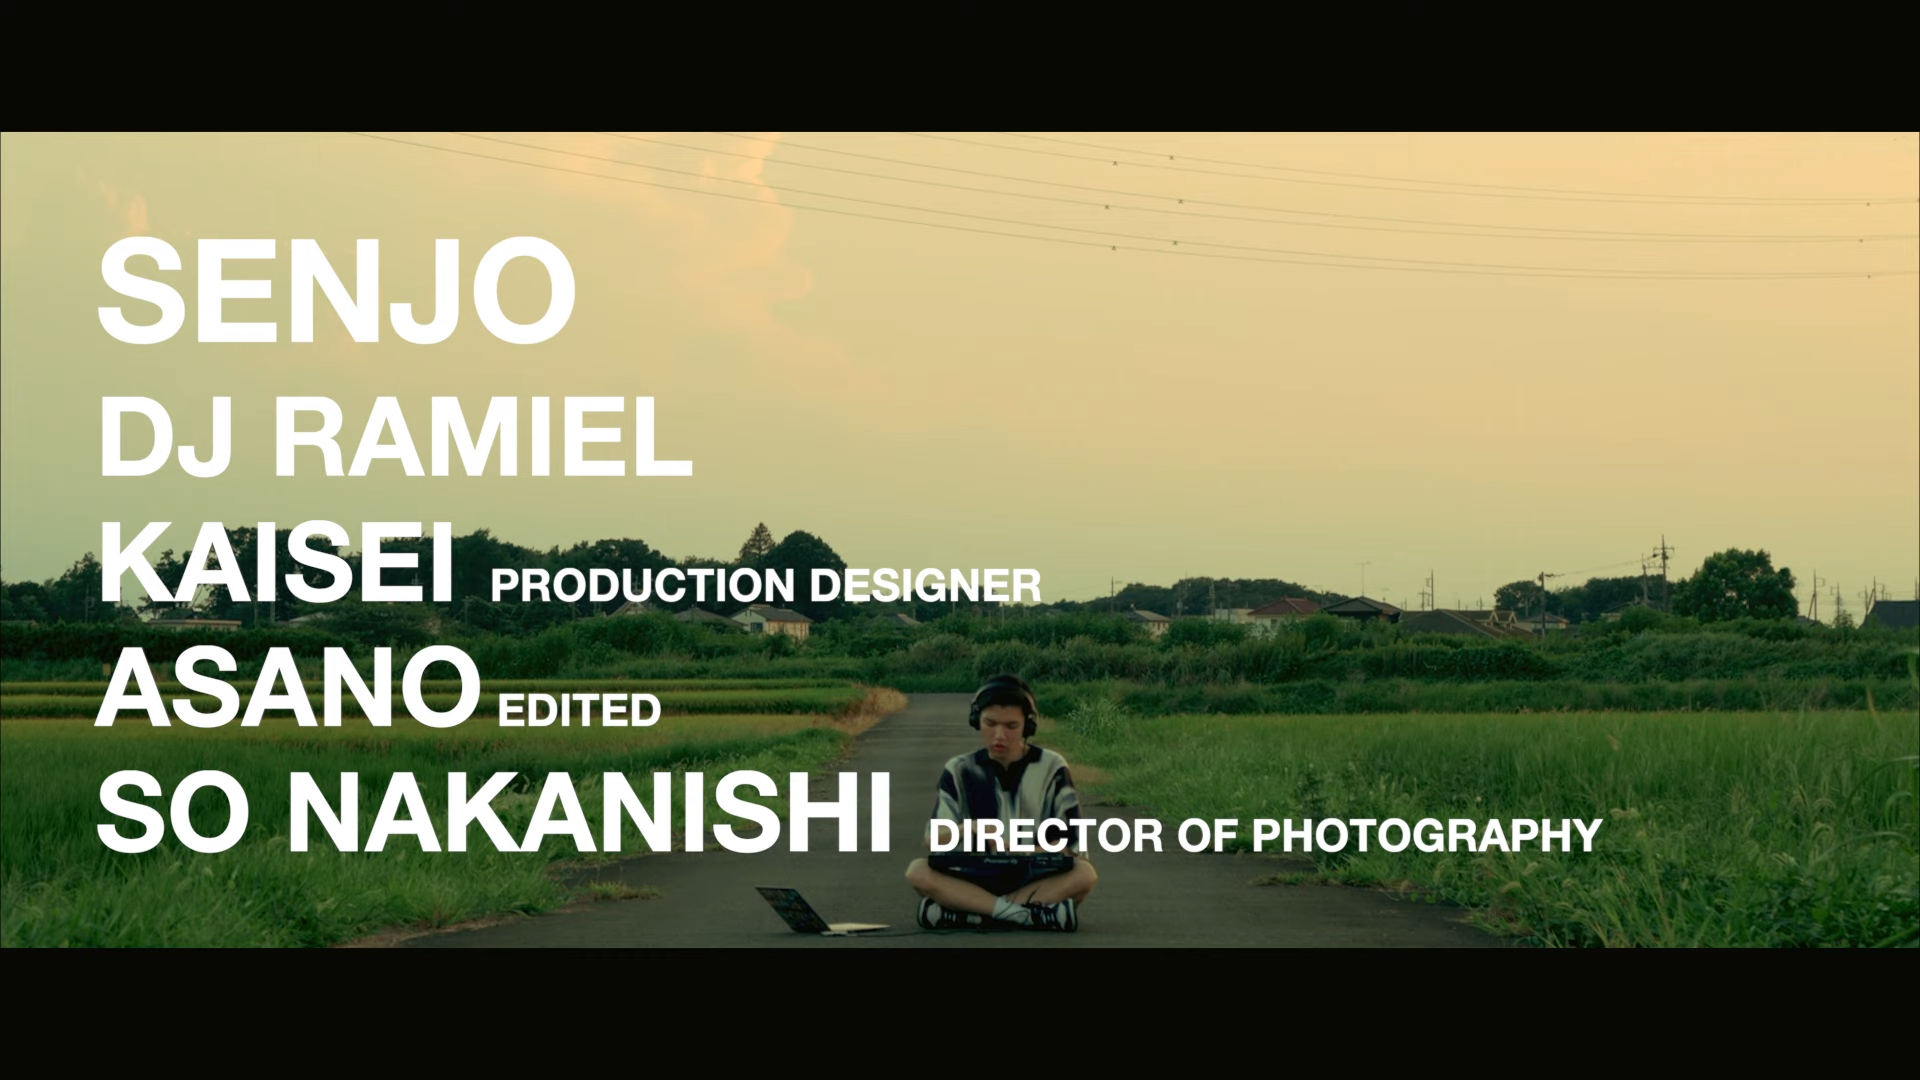 SENJO
DJ RAMIEL
KAISEI PRODUCTION DESIGNER
ASANO EDITED
SO NAKANISHI DIRECTOR OF PHOTOGRAPHY